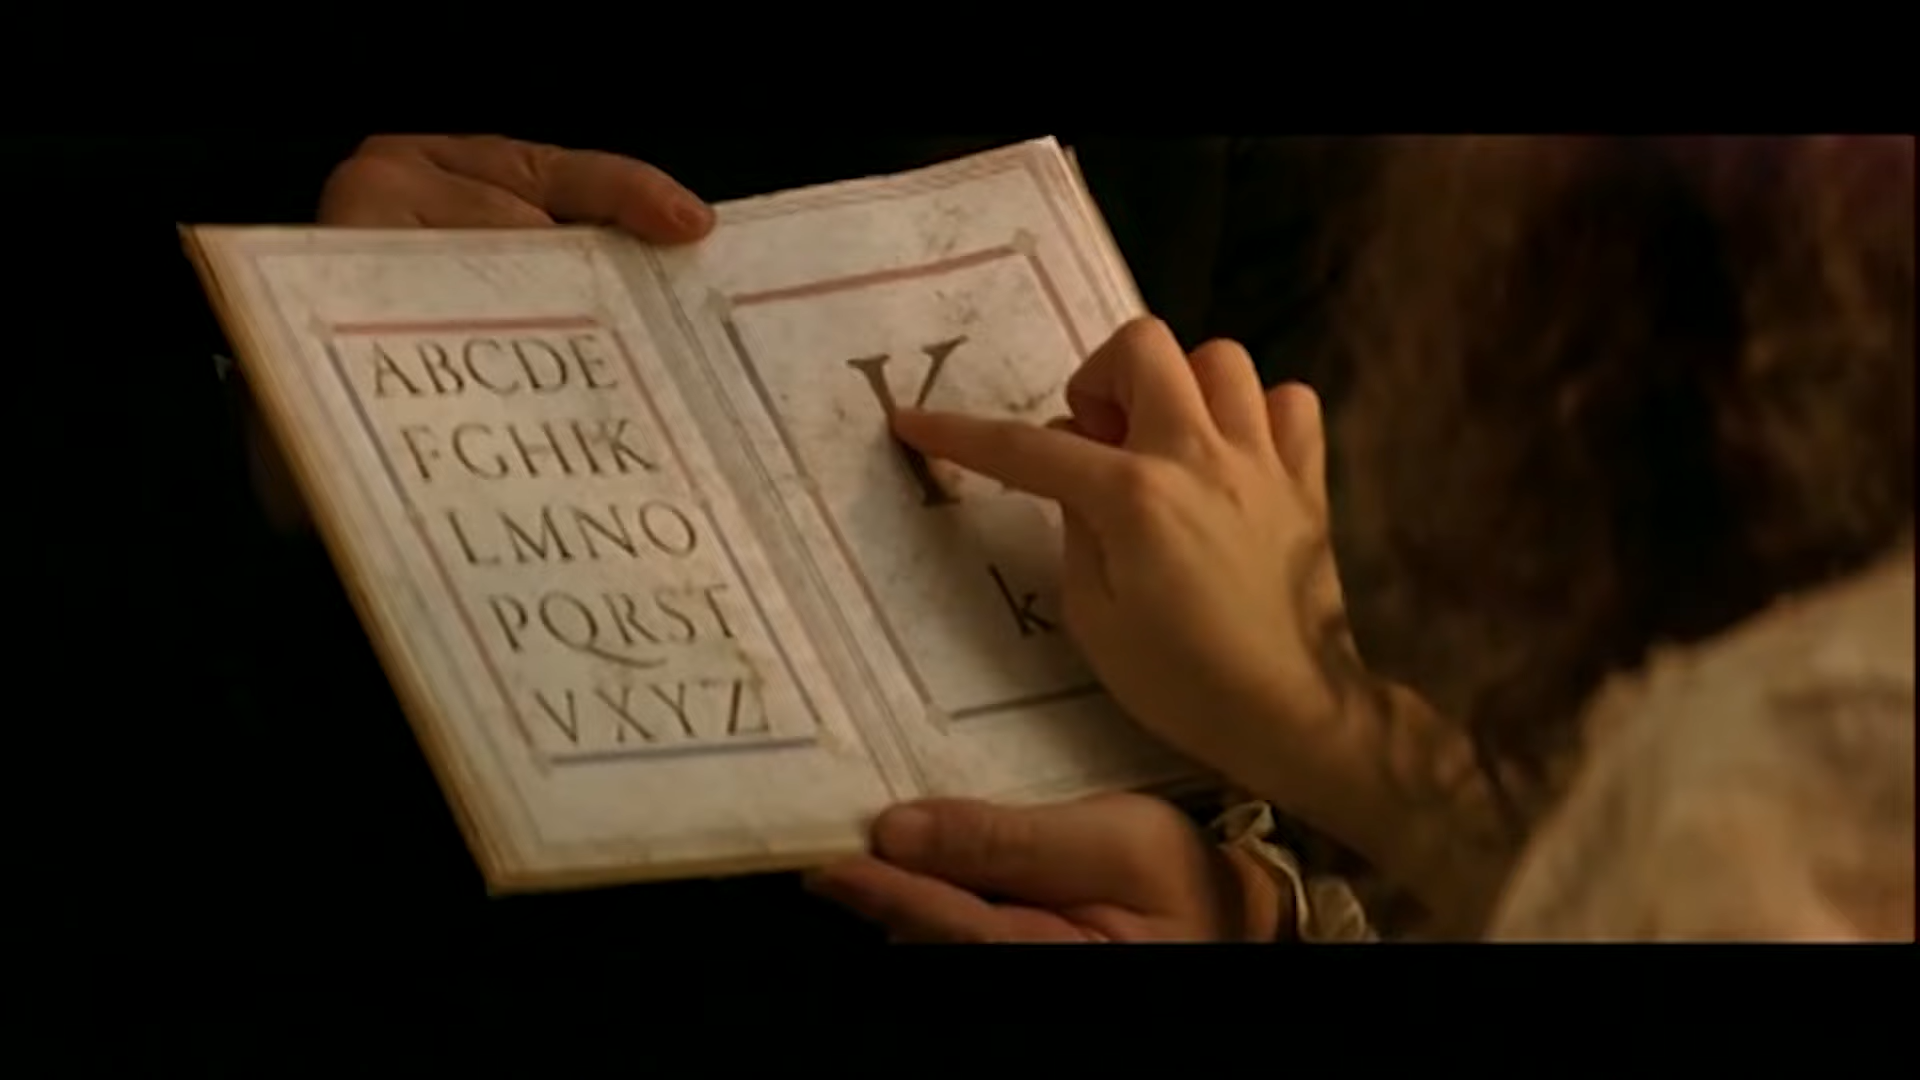 ABCDE
FGHIK
LMNO
PQRST
VXYZ
K
k